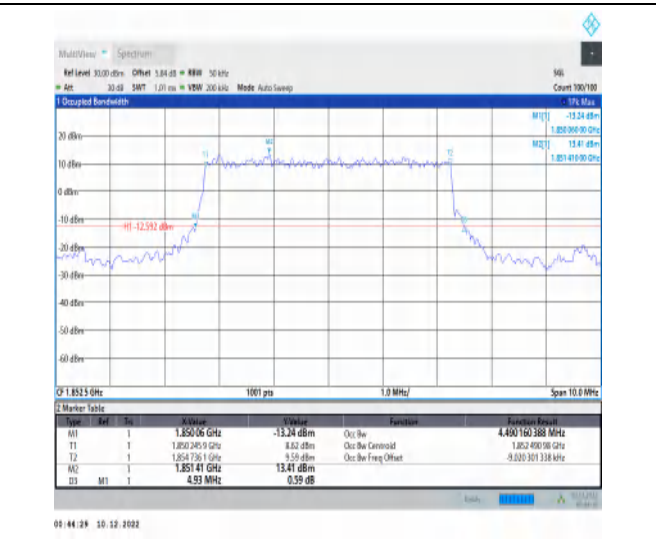 MultiView Spectrum
Ref Level 30.00 dBm Offset 5.84 dB RBW 50 kHz SGL
Att 30 dB SWT 1.01 ms VBW 200 kHz Mode Auto Sweep Count 100/100
1 Occupied Bandwidth 1Pk Max
M1[1] -13.24 dBm
1.850 060 00 GHz
M2[1] 13.41 dBm
1.851 410 00 GHz
20 dBm
M2
10 dBm
0 dBm
-10 dBm
H1 -12.592 dBm
-20 dBm
-30 dBm
-40 dBm
-50 dBm
-60 dBm
CF 1.8525 GHz 1001 pts 1.0 MHz/ Span 10.0 MHz
2 Marker Table
Type Ref Trc X-Value Y-Value Function Function Result
M1 1 1.850 06 GHz -13.24 dBm Occ Bw 4.490 160 388 MHz
T1 1 1.850 245 9 GHz 8.62 dBm Occ Bw Centroid 1.852 490 98 GHz
T2 1 1.854 736 1 GHz 9.59 dBm Occ Bw Freq Offset -9.020 301 338 kHz
M2 1 1.851 41 GHz 13.41 dBm
D3 M1 1 4.93 MHz 0.59 dB
00:44:29 10.12.2022